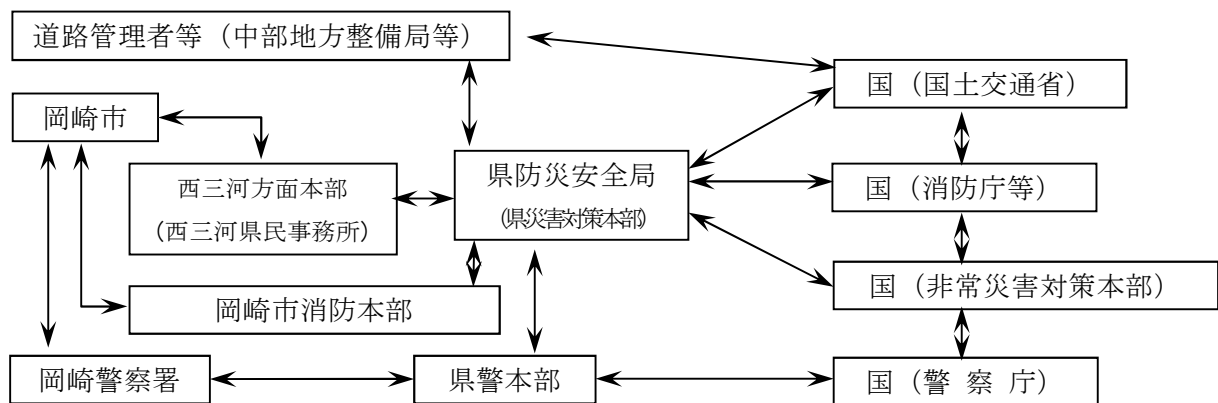 道路管理者等（中部地方整備局等）
国（国土交通省）
岡崎市
県防災安全局
（県災害対策本部）
国（消防庁等）
西三河方面本部
（西三河県民事務所）
国（非常災害対策本部）
岡崎市消防本部
岡崎警察署
県警本部
国（警 察 庁）